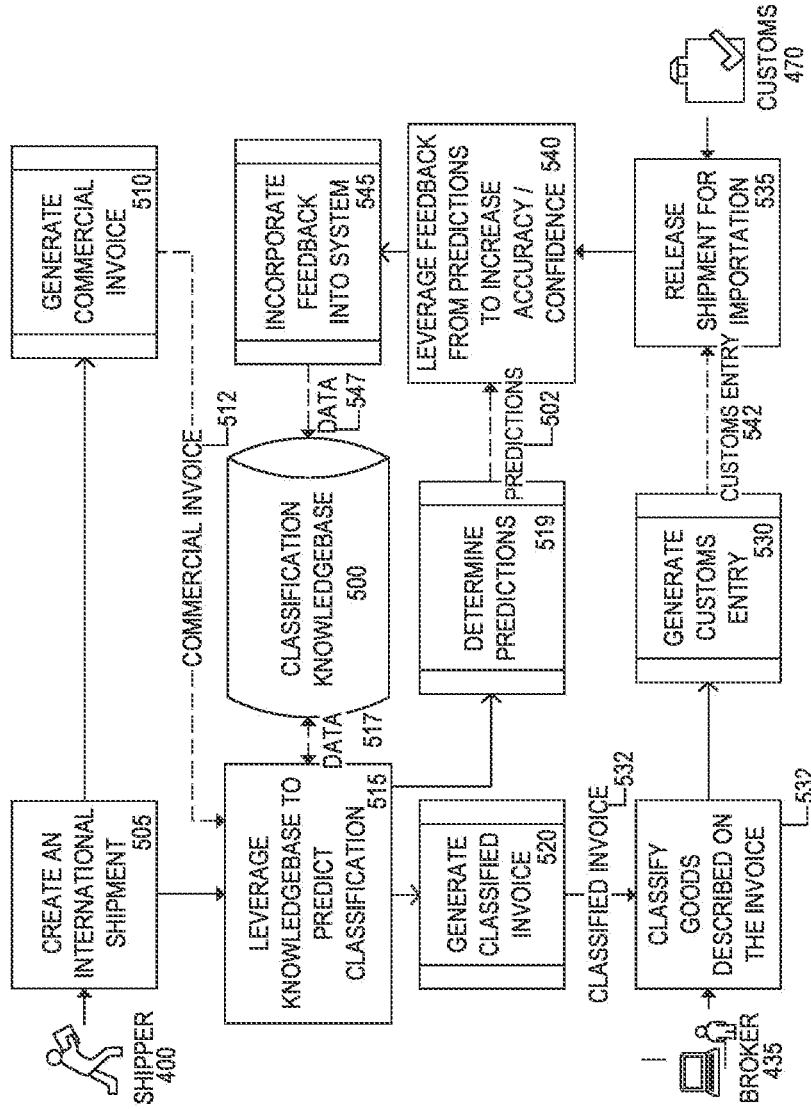 SHIPPER
400
CREATE AN
INTERNATIONAL
SHIPMENT
505
GENERATE
COMMERCIAL
INVOICE
510
COMMERCIAL INVOICE
512
LEVERAGE
KNOWLEDGEBASE TO
PREDICT
CLASSIFICATION
515
DATA
517
CLASSIFICATION
KNOWLEDGEBASE
500
DATA
547
INCORPORATE
FEEDBACK
INTO SYSTEM
545
GENERATE
CLASSIFIED
INVOICE
520
DETERMINE
PREDICTIONS
519
PREDICTIONS
502
LEVERAGE FEEDBACK
FROM PREDICTIONS
TO INCREASE
ACCURACY /
CONFIDENCE
540
CLASSIFIED INVOICE
532
BROKER
435
CLASSIFY
GOODS
DESCRIBED ON
THE INVOICE
532
GENERATE
CUSTOMS
ENTRY
530
CUSTOMS ENTRY
542
RELEASE
SHIPMENT FOR
IMPORTATION
535
CUSTOMS
470